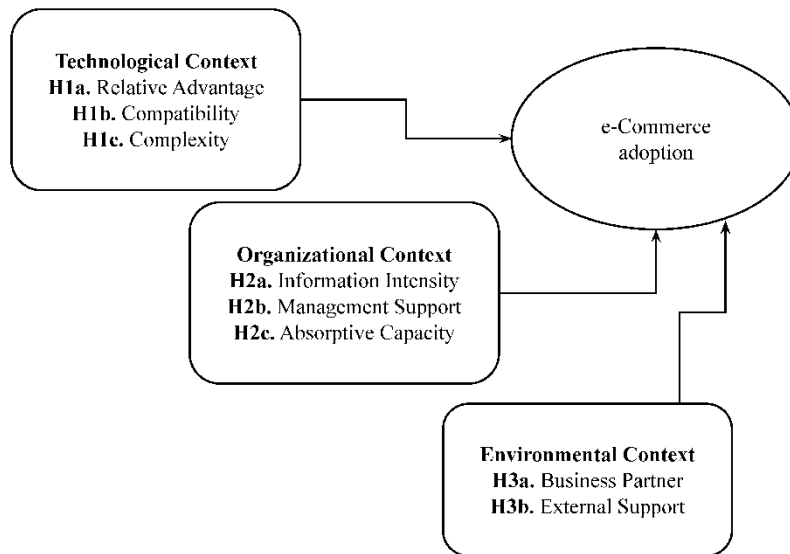 Technological Context
H1a. Relative Advantage
H1b. Compatibility
H1c. Complexity
e-Commerce
adoption
Organizational Context
H2a. Information Intensity
H2b. Management Support
H2c. Absorptive Capacity
Environmental Context
H3a. Business Partner
H3b. External Support